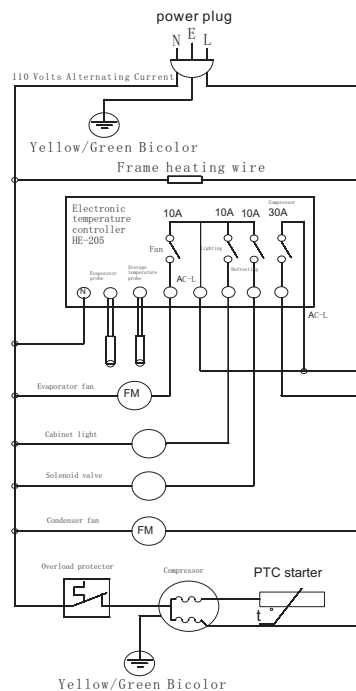 power plug
N E L
110 Volts Alternating Current
Yellow/Green Bicolor
Frame heating wire
Electronic
temperature
controller
HE-205
10A
10A
10A
Compressor
30A
Fan
Lighting
Defrosting
Evaporator
probe
Storage
temperature
probe
AC-L
N
AC-L
Evaporator fan
FM
Cabinet light
Solenoid valve
Condenser fan
FM
Overload protector
Compressor
PTC starter
t°
Yellow/Green Bicolor